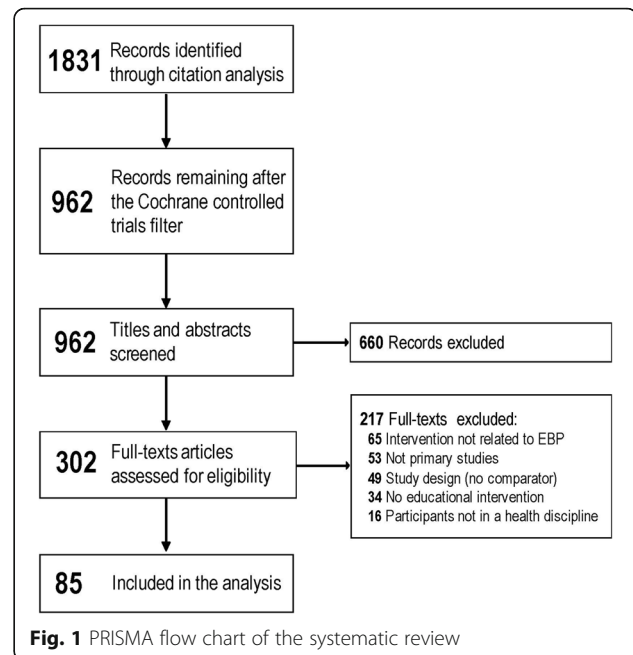 1831 Records identified
through citation analysis
962 Records remaining after
the Cochrane controlled
trials filter
962 Titles and abstracts
screened
660 Records excluded
302 Full-texts articles
assessed for eligibility
217 Full-texts excluded:
65 Intervention not related to EBP
53 Not primary studies
49 Study design (no comparator)
34 No educational intervention
16 Participants not in a health discipline
85 Included in the analysis
Fig. 1 PRISMA flow chart of the systematic review